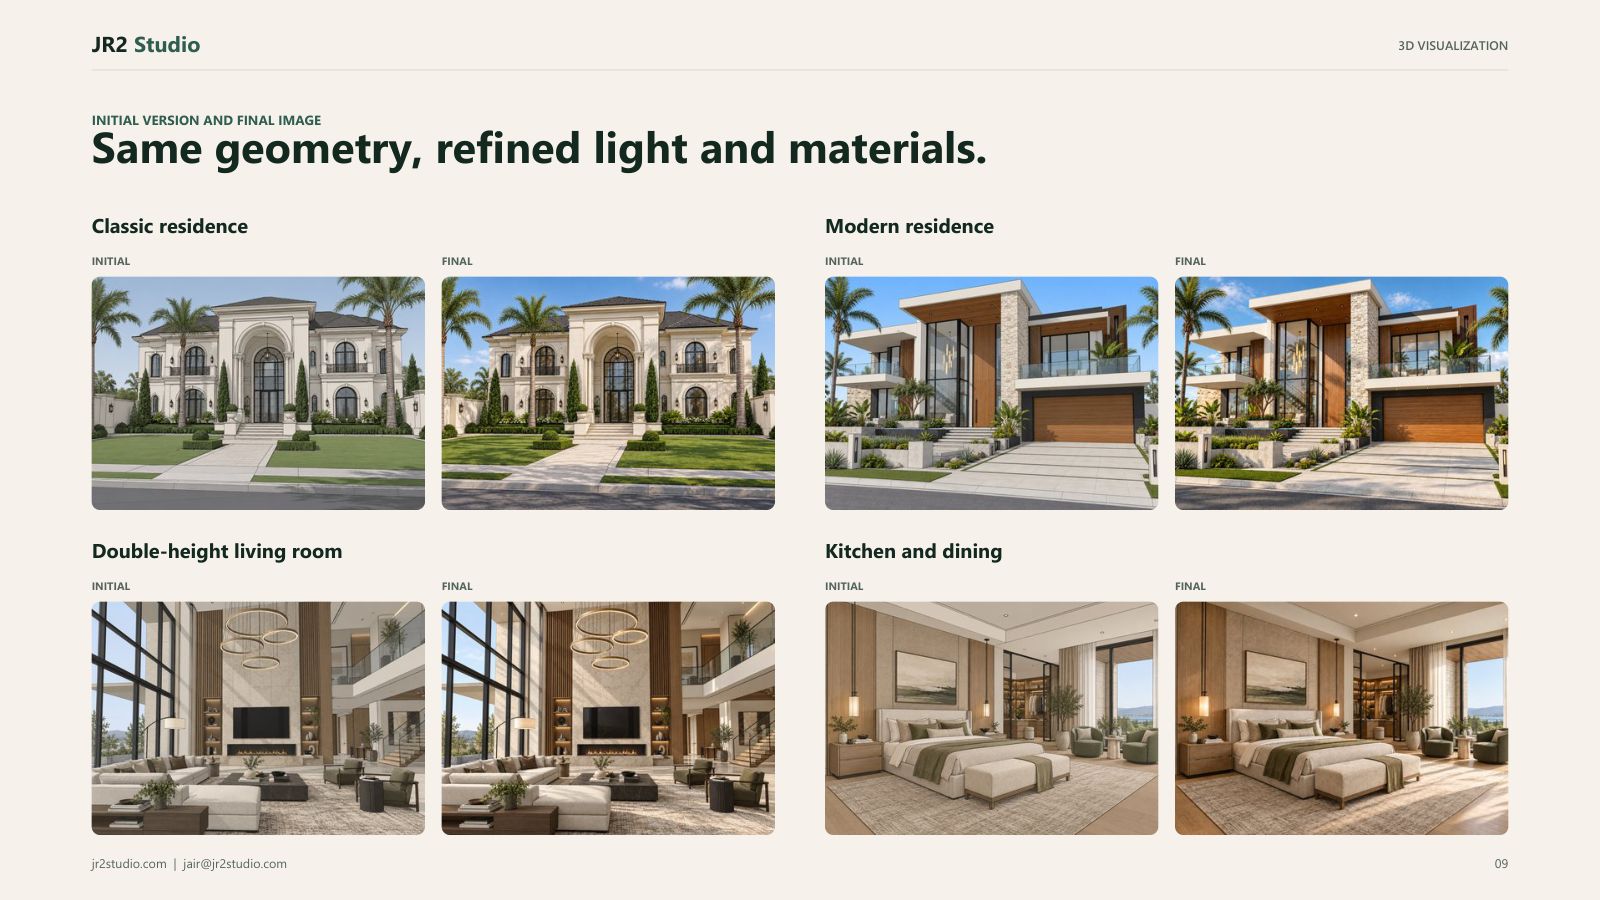 JR2 Studio
3D VISUALIZATION
INITIAL VERSION AND FINAL IMAGE
Same geometry, refined light and materials.
Classic residence
INITIAL
FINAL
Modern residence
INITIAL
FINAL
Double-height living room
INITIAL
FINAL
Kitchen and dining
INITIAL
FINAL
jr2studio.com | jair@jr2studio.com
09